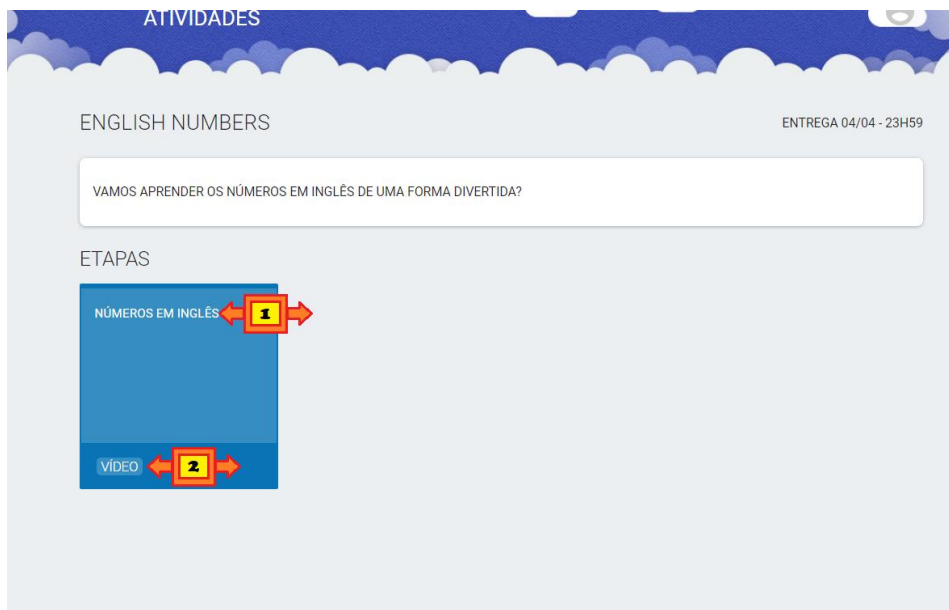 ATIVIDADES
ENGLISH NUMBERS
ENTREGA 04/04 - 23H59
VAMOS APRENDER OS NÚMEROS EM INGLÊS DE UMA FORMA DIVERTIDA?
ETAPAS
NÚMEROS EM INGLÊS
1
VÍDEO
2